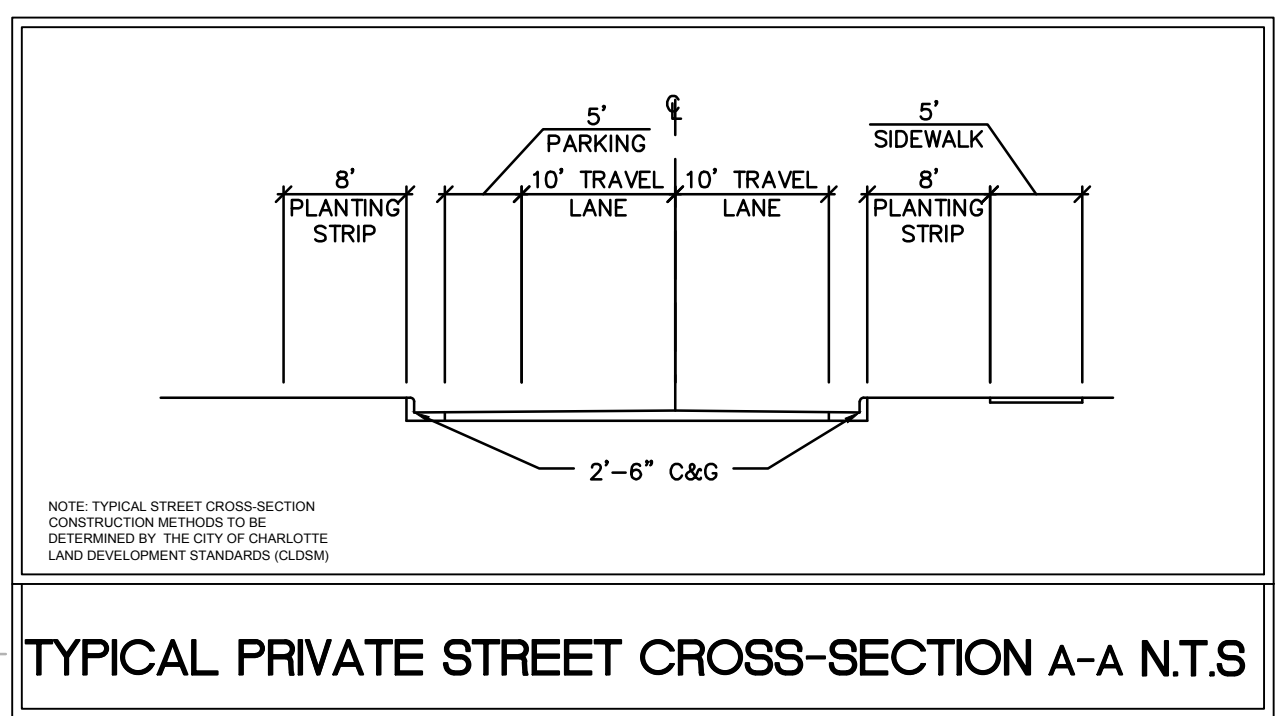 ℄
5’
PARKING
5’
SIDEWALK
8’
PLANTING
STRIP
10’ TRAVEL
LANE
10’ TRAVEL
LANE
8’
PLANTING
STRIP
2’-6” C&G
NOTE: TYPICAL STREET CROSS-SECTION
CONSTRUCTION METHODS TO BE
DETERMINED BY THE CITY OF CHARLOTTE
LAND DEVELOPMENT STANDARDS (CLDSM)
TYPICAL PRIVATE STREET CROSS-SECTION A-A N.T.S